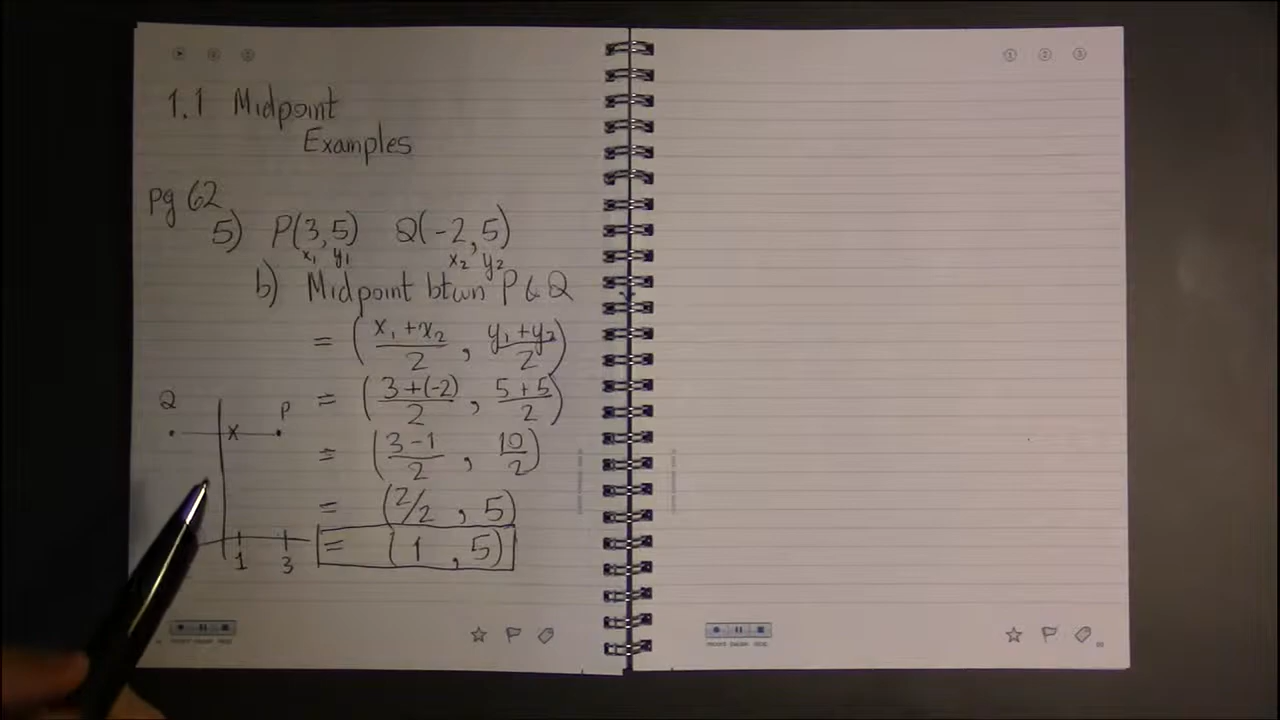 1.1 Midpoint
Examples
pg 62
5) P(3,5) Q(-2,5)
x₁ y₁ x₂ y₂
b) Midpoint btwn P & Q
= (x₁+x₂/2, y₁+y₂/2)
= (3+(-2)/2, 5+5/2)
= (3-1/2, 10/2)
= (2/2, 5)
= (1, 5)
Q P
x
1 3